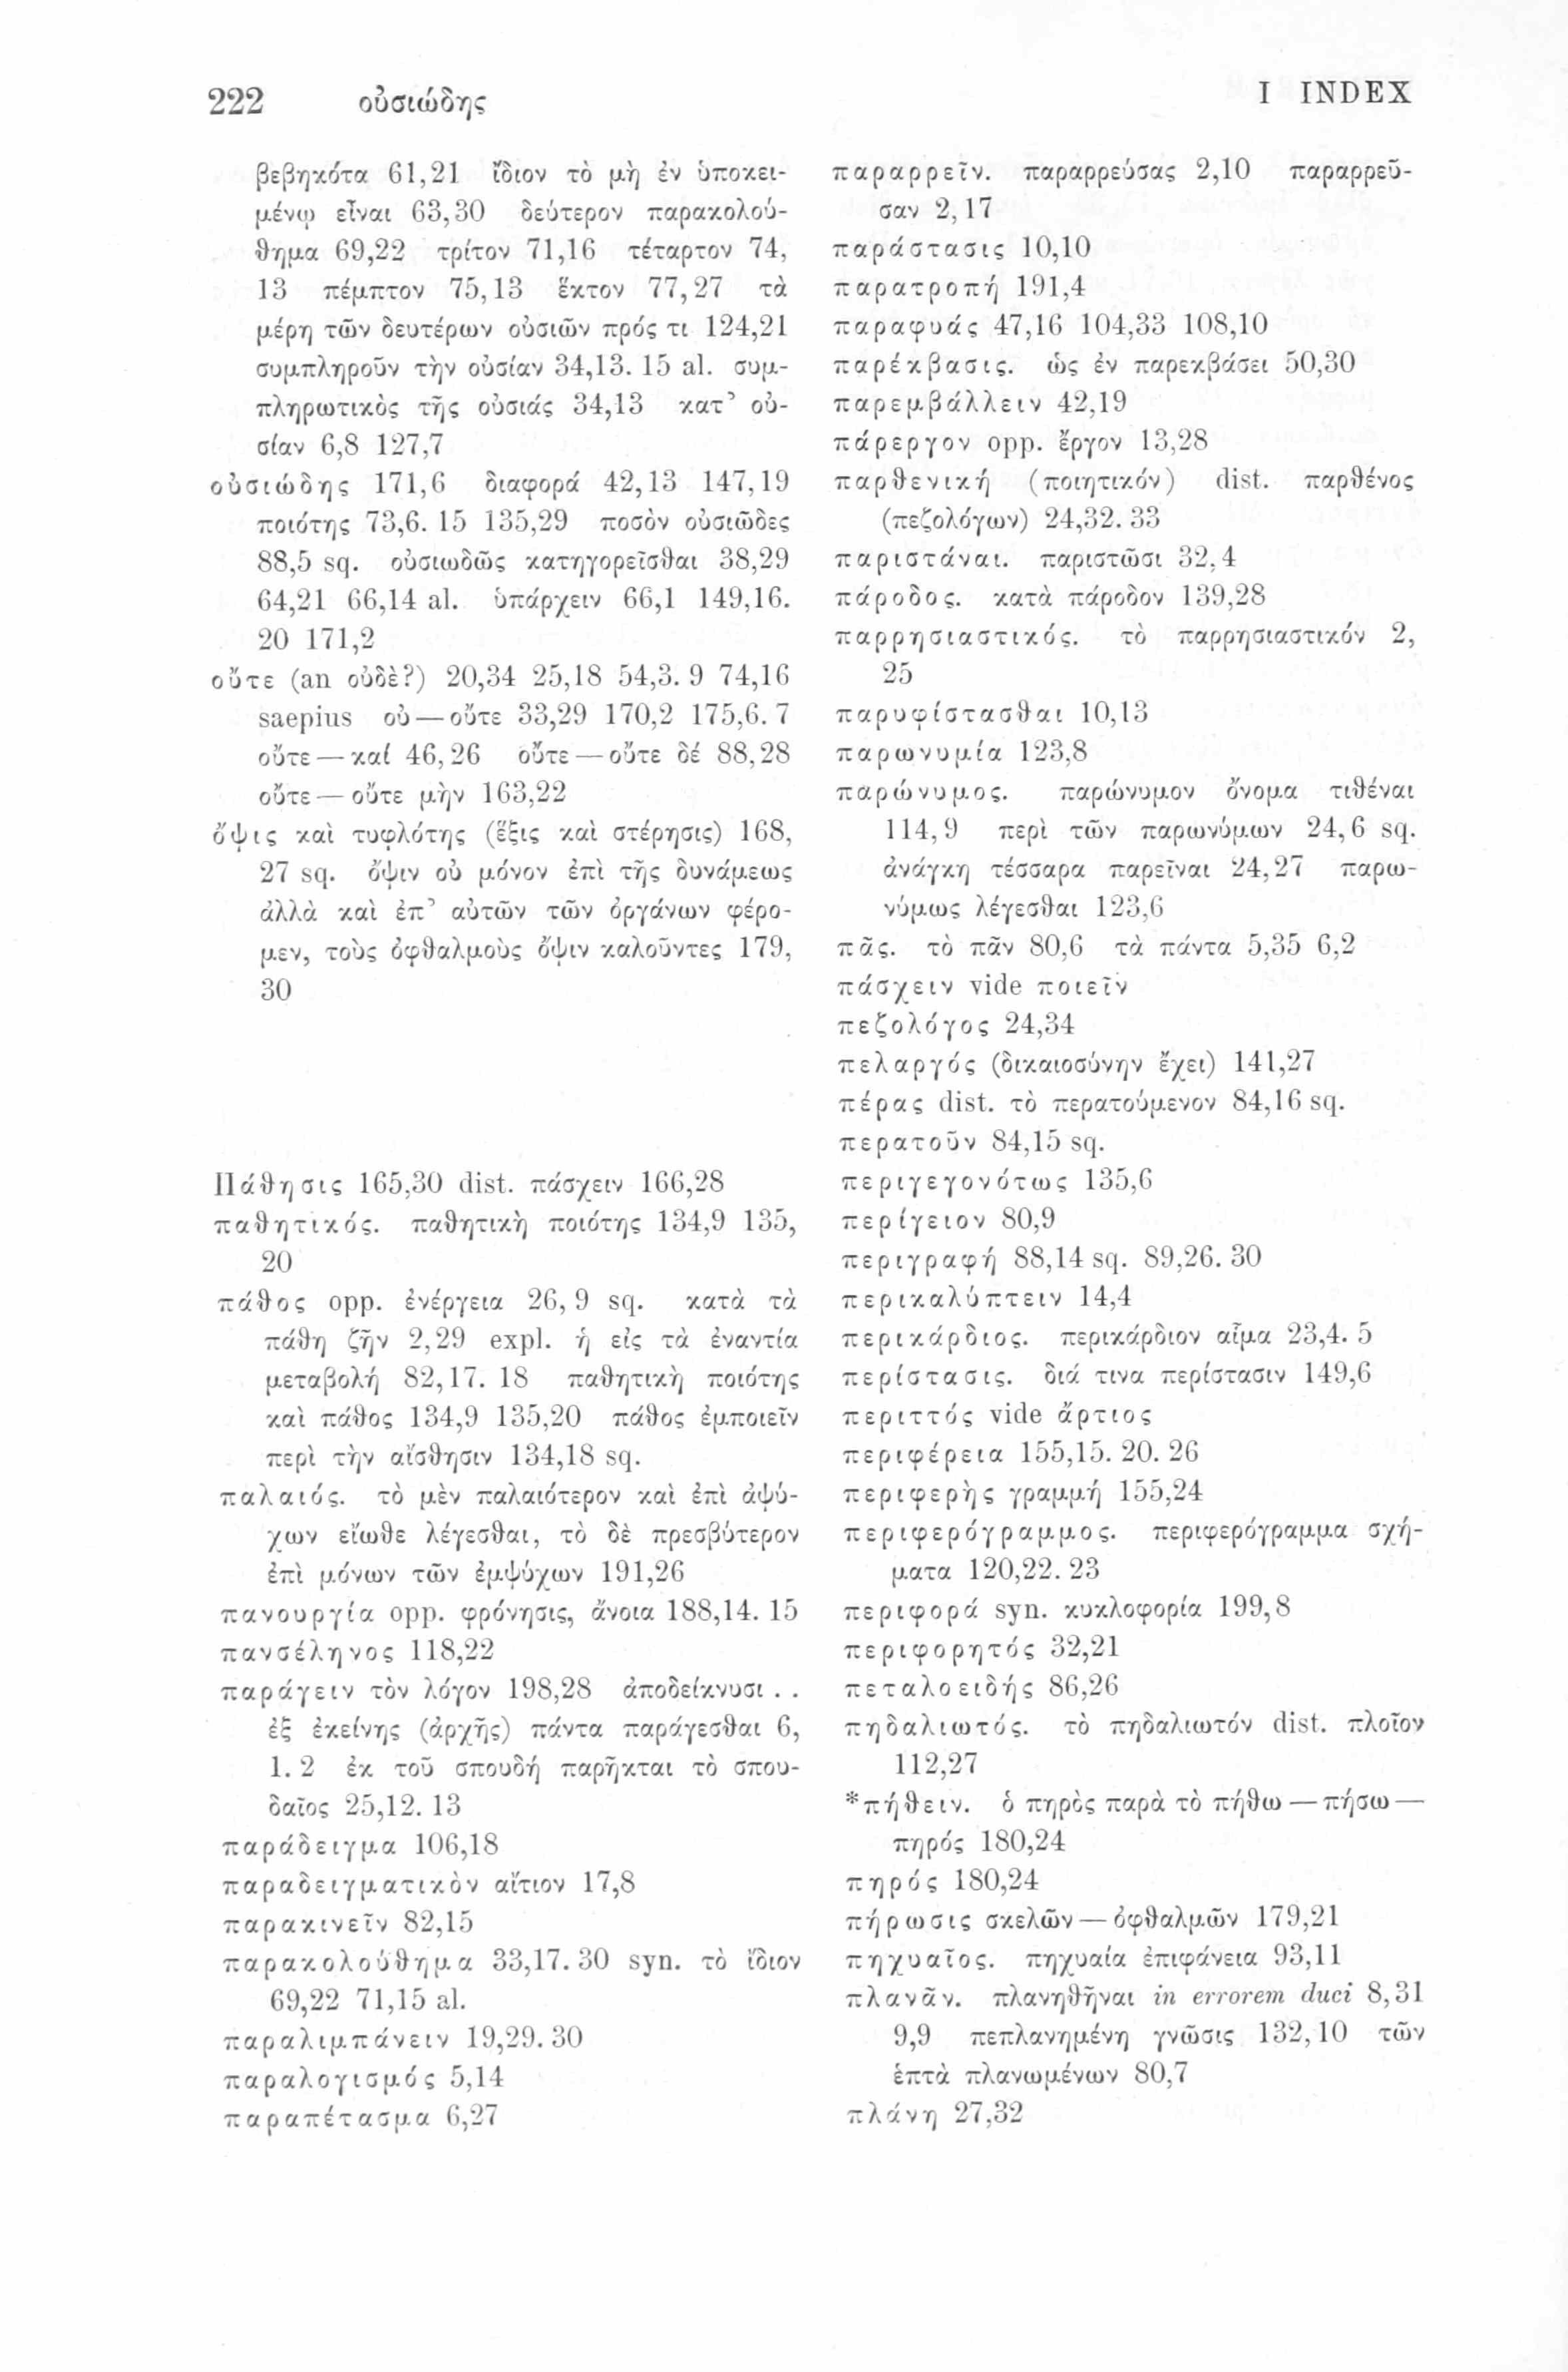 222 οὐσιώδης
I INDEX
βεβηκότα 61,21 ἴδιον τὸ μὴ ἐν ὑποκει-
μένῳ εἶναι 63,30 δεύτερον παρακολού-
θημα 69,22 τρίτον 71,16 τέταρτον 74,
13 πέμπτον 75,13 ἕκτον 77,27 τὰ
μέρη τῶν δευτέρων οὐσιῶν πρός τι 124,21
συμπληροῦν τὴν οὐσίαν 34,13. 15 al. συμ-
πληρωτικὸς τῆς οὐσιάς 34,13 κατ’ οὐ-
σίαν 6,8 127,7
οὐσιώδης 171,6 διαφορά 42,13 147,19
ποιότης 73,6. 15 135,29 ποσὸν οὐσιῶδες
88,5 sq. οὐσιωδῶς κατηγορεῖσθαι 38,29
64,21 66,14 al. ὑπάρχειν 66,1 149,16.
20 171,2
οὔτε (an οὐδὲ?) 20,34 25,18 54,3. 9 74,16
saepius οὐ — οὔτε 33,29 170,2 175,6. 7
οὔτε — καί 46,26 οὔτε — οὔτε δέ 88,28
οὔτε — οὔτε μὴν 163,22
ὄψις καὶ τυφλότης (ἕξις καὶ στέρησις) 168,
27 sq. ὄψιν οὐ μόνον ἐπὶ τῆς δυνάμεως
ἀλλὰ καὶ ἐπ’ αὐτῶν τῶν ὀργάνων φέρο-
μεν, τοὺς ὀφθαλμοὺς ὄψιν καλοῦντες 179,
30
Πάθησις 165,30 dist. πάσχειν 166,28
παθητικός. παθητικὴ ποιότης 134,9 135,
20
πάθος opp. ἐνέργεια 26, 9 sq. κατὰ τὰ
πάθη ζῆν 2,29 expl. ἡ εἰς τὰ ἐναντία
μεταβολή 82,17. 18 παθητικὴ ποιότης
καὶ πάθος 134,9 135,20 πάθος ἐμποιεῖν
περὶ τὴν αἴσθησιν 134,18 sq.
παλαιός. τὸ μὲν παλαιότερον καὶ ἐπὶ ἀψύ-
χων εἴωθε λέγεσθαι, τὸ δὲ πρεσβύτερον
ἐπὶ μόνων τῶν ἐμψύχων 191,26
πανουργία opp. φρόνησις, ἄνοια 188,14. 15
πανσέληνος 118,22
παράγειν τὸν λόγον 198,28 ἀποδείκνυσι . .
ἐξ ἐκείνης (ἀρχῆς) πάντα παράγεσθαι 6,
1. 2 ἐκ τοῦ σπουδή παρῆκται τὸ σπου-
δαῖος 25,12. 13
παράδειγμα 106,18
παραδειγματικὸν αἴτιον 17,8
παρακινεῖν 82,15
παρακολούθημα 33,17. 30 syn. τὸ ἴδιον
69,22 71,15 al.
παραλιμπάνειν 19,29. 30
παραλογισμός 5,14
παραπέτασμα 6,27
παραρρεῖν. παραρρεύσας 2,10 παραρρεῦ-
σαν 2,17
παράστασις 10,10
παρατροπή 191,4
παραφυάς 47,16 104,33 108,10
παρέκβασις. ὡς ἐν παρεκβάσει 50,30
παρεμβάλλειν 42,19
πάρεργον opp. ἔργον 13,28
παρθενική (ποιητικόν) dist. παρθένος
(πεζολόγων) 24,32. 33
παριστάναι. παριστῶσι 32,4
πάροδος. κατὰ πάροδον 139,28
παρρησιαστικός. τὸ παρρησιαστικόν 2,
25
παρυφίστασθαι 10,13
παρωνυμία 123,8
παρώνυμος. παρώνυμον ὄνομα τιθέναι
114,9 περὶ τῶν παρωνύμων 24,6 sq.
ἀνάγκη τέσσαρα παρεῖναι 24,27 παρω-
νύμως λέγεσθαι 123,6
πᾶς. τὸ πᾶν 80,6 τὰ πάντα 5,35 6,2
πάσχειν vide ποιεῖν
πεζολόγος 24,34
πελαργός (δικαιοσύνην ἔχει) 141,27
πέρας dist. τὸ περατούμενον 84,16 sq.
περατοῦν 84,15 sq.
περιγεγονότως 135,6
περίγειον 80,9
περιγραφή 88,14 sq. 89,26. 30
περικαλύπτειν 14,4
περικάρδιος. περικάρδιον αἷμα 23,4. 5
περίστασις. διά τινα περίστασιν 149,6
περιττός vide ἄρτιος
περιφέρεια 155,15. 20. 26
περιφερὴς γραμμή 155,24
περιφερόγραμμος. περιφερόγραμμα σχή-
ματα 120,22. 23
περιφορά syn. κυκλοφορία 199,8
περιφορητός 32,21
πεταλοειδής 86,26
πηδαλιωτός. τὸ πηδαλιωτόν dist. πλοῖον
112,27
*πήθειν. ὁ πηρὸς παρὰ τὸ πήθω — πήσω —
πηρός 180,24
πηρός 180,24
πήρωσις σκελῶν — ὀφθαλμῶν 179,21
πηχυαῖος. πηχυαία ἐπιφάνεια 93,11
πλανᾶν. πλανηθῆναι in errorem duci 8,31
9,9 πεπλανημένη γνῶσις 132,10 τῶν
ἑπτὰ πλανωμένων 80,7
πλάνη 27,32